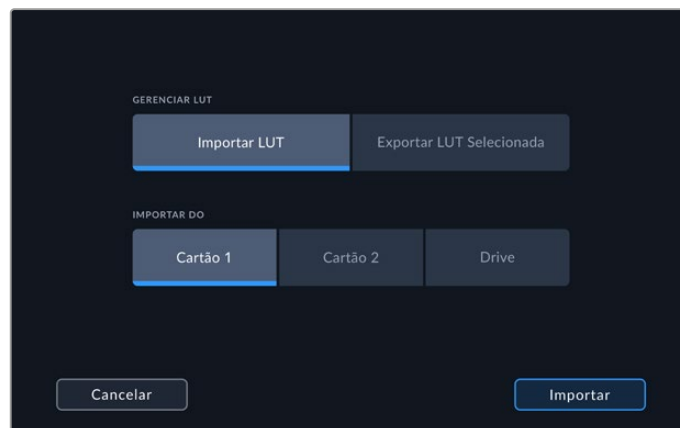 GERENCIAR LUT
Importar LUT Exportar LUT Selecionada
IMPORTAR DO
Cartão 1 Cartão 2 Drive
Cancelar Importar